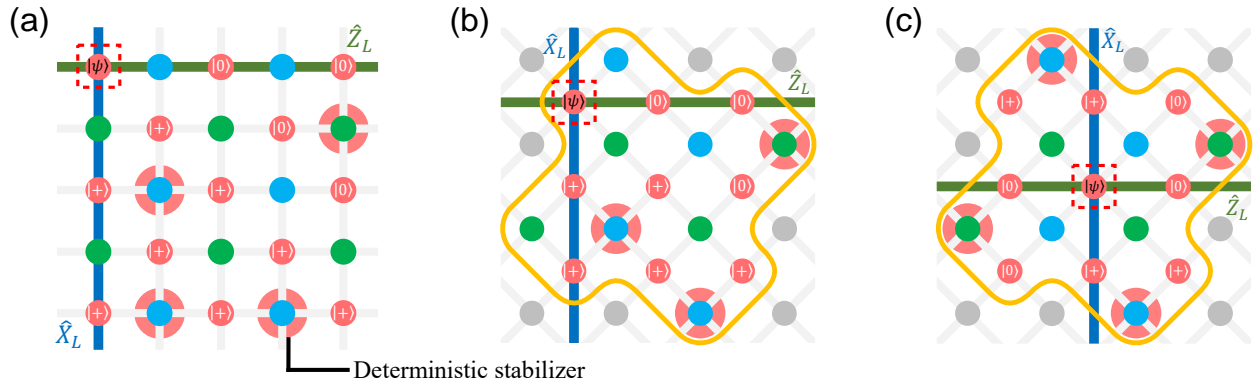 (a)
(b)
(c)
|ψ⟩ |0⟩ |0⟩ Ẑ_L
|+⟩ |0⟩
|+⟩ |+⟩ |0⟩
|+⟩ |+⟩
|+⟩ |+⟩ |+⟩
X̂_L
Deterministic stabilizer
X̂_L
|ψ⟩ |0⟩ |0⟩ Ẑ_L
|+⟩ |+⟩ |0⟩
|+⟩ |+⟩ |+⟩
X̂_L
|+⟩ |+⟩ |0⟩
|0⟩ |ψ⟩ |0⟩ Ẑ_L
|0⟩ |+⟩ |+⟩